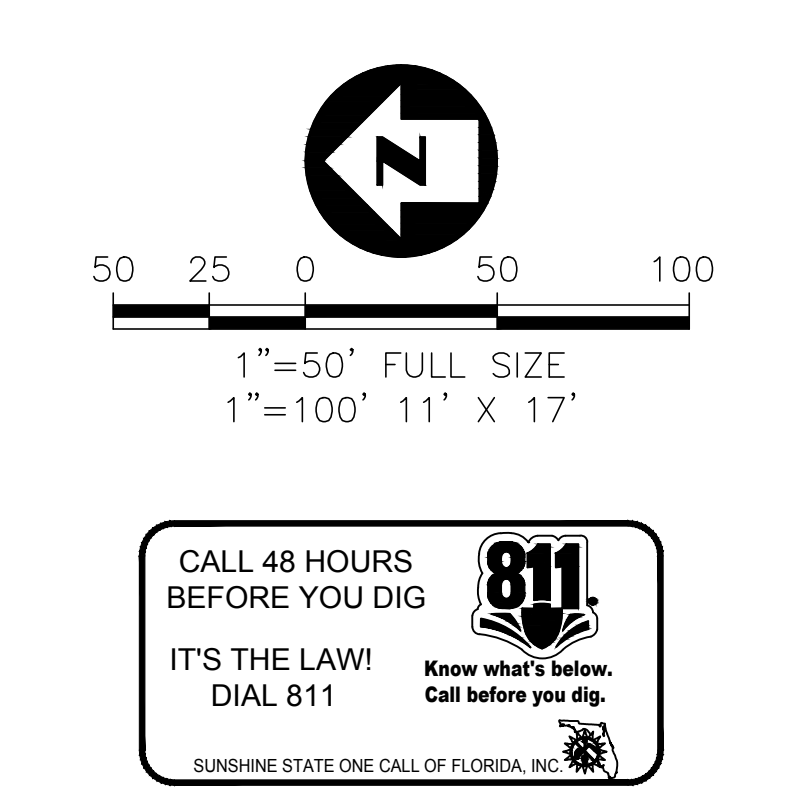 N
50 25 0 50 100
1"=50' FULL SIZE
1"=100' 11' X 17'
CALL 48 HOURS
BEFORE YOU DIG
IT'S THE LAW!
DIAL 811
811
Know what's below.
Call before you dig.
SUNSHINE STATE ONE CALL OF FLORIDA, INC.